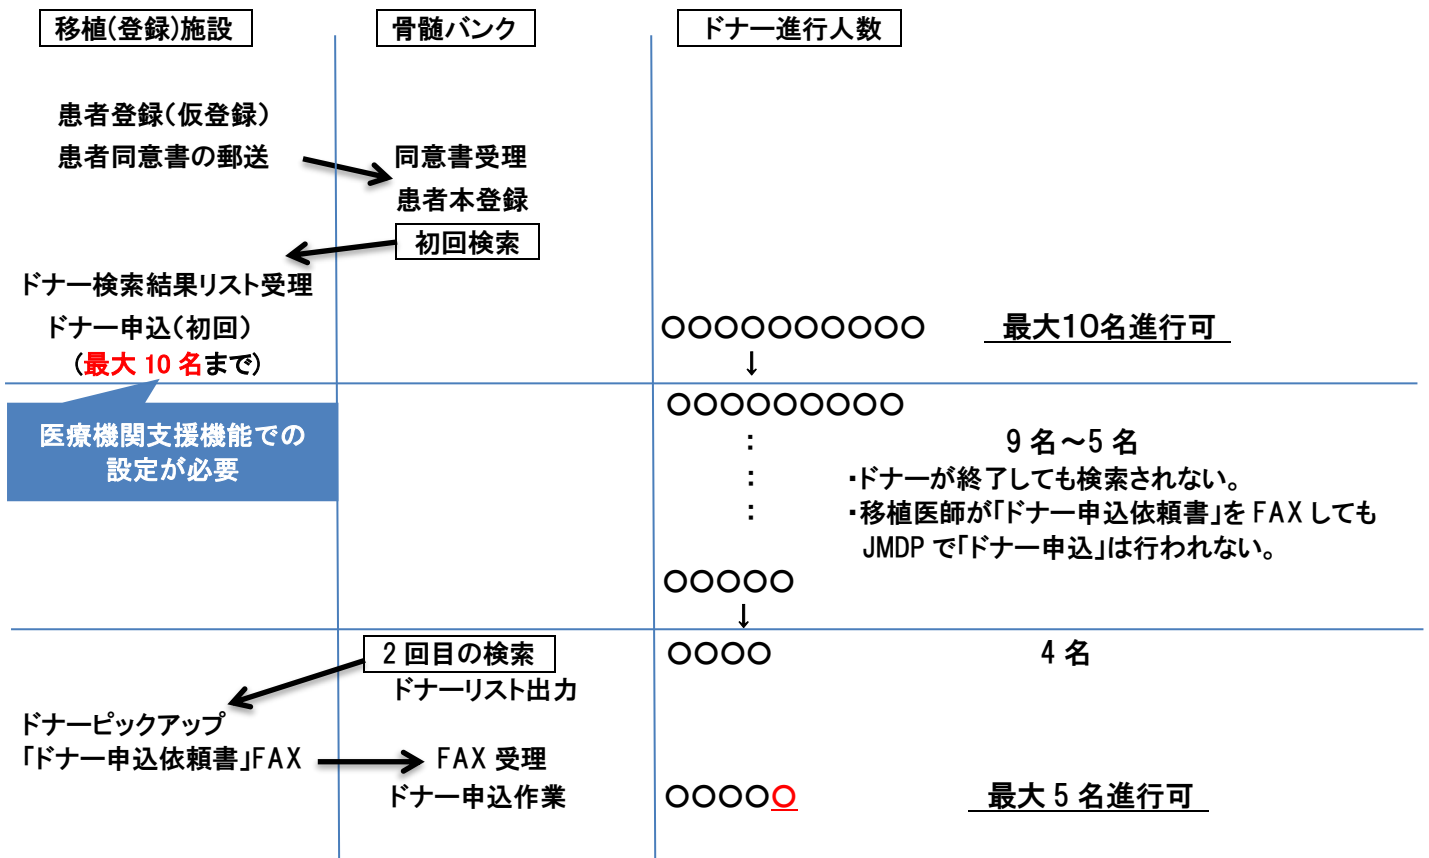 移植(登録)施設
骨髄バンク
ドナー進行人数
患者登録(仮登録)
患者同意書の郵送
同意書受理
患者本登録
初回検索
ドナー検索結果リスト受理
ドナー申込(初回)
(最大 10 名まで)
〇〇〇〇〇〇〇〇〇〇
最大10名進行可
↓
医療機関支援機能での
設定が必要
〇〇〇〇〇〇〇〇〇
：
：
：
9 名～5 名
・ドナーが終了しても検索されない。
・移植医師が「ドナー申込依頼書」を FAX しても
JMDP で「ドナー申込」は行われない。
〇〇〇〇〇
↓
2 回目の検索
ドナーリスト出力
〇〇〇〇
4 名
ドナーピックアップ
「ドナー申込依頼書」FAX
FAX 受理
ドナー申込作業
〇〇〇〇〇
最大 5 名進行可